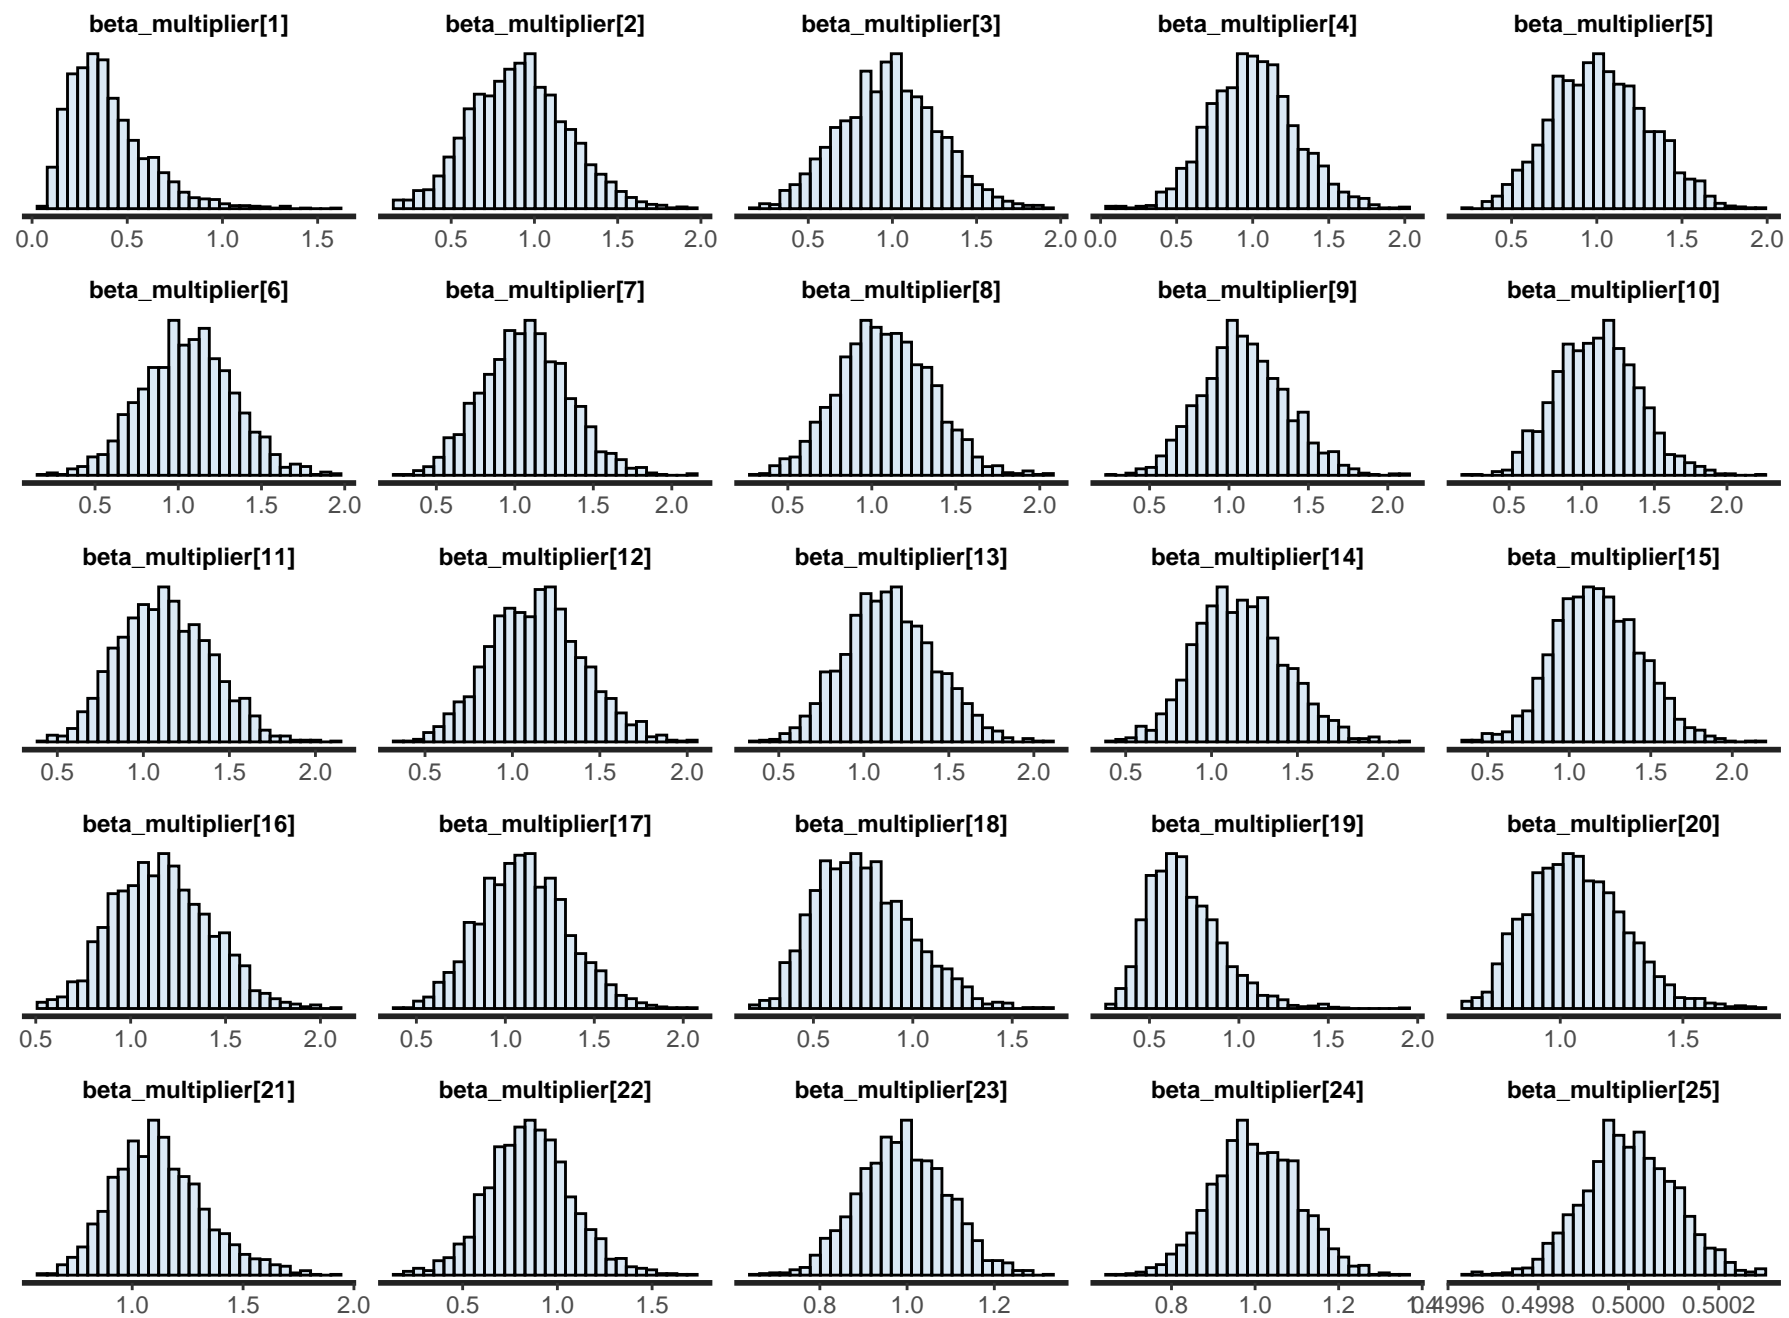 beta_multiplier[1] beta_multiplier[2] beta_multiplier[3] beta_multiplier[4] beta_multiplier[5]
0.0 0.5 1.0 1.5 0.5 1.0 1.5 2.0 0.5 1.0 1.5 2.0 0.0 0.5 1.0 1.5 2.0 0.5 1.0 1.5 2.0
beta_multiplier[6] beta_multiplier[7] beta_multiplier[8] beta_multiplier[9] beta_multiplier[10]
0.5 1.0 1.5 2.0 0.5 1.0 1.5 2.0 0.5 1.0 1.5 2.0 0.5 1.0 1.5 2.0 0.5 1.0 1.5 2.0
beta_multiplier[11] beta_multiplier[12] beta_multiplier[13] beta_multiplier[14] beta_multiplier[15]
0.5 1.0 1.5 2.0 0.5 1.0 1.5 2.0 0.5 1.0 1.5 2.0 0.5 1.0 1.5 2.0 0.5 1.0 1.5 2.0
beta_multiplier[16] beta_multiplier[17] beta_multiplier[18] beta_multiplier[19] beta_multiplier[20]
0.5 1.0 1.5 2.0 0.5 1.0 1.5 2.0 0.5 1.0 1.5 0.5 1.0 1.5 2.0 1.0 1.5
beta_multiplier[21] beta_multiplier[22] beta_multiplier[23] beta_multiplier[24] beta_multiplier[25]
1.0 1.5 2.0 0.5 1.0 1.5 0.8 1.0 1.2 0.8 1.0 1.2 1.4 0.4996 0.4998 0.5000 0.5002